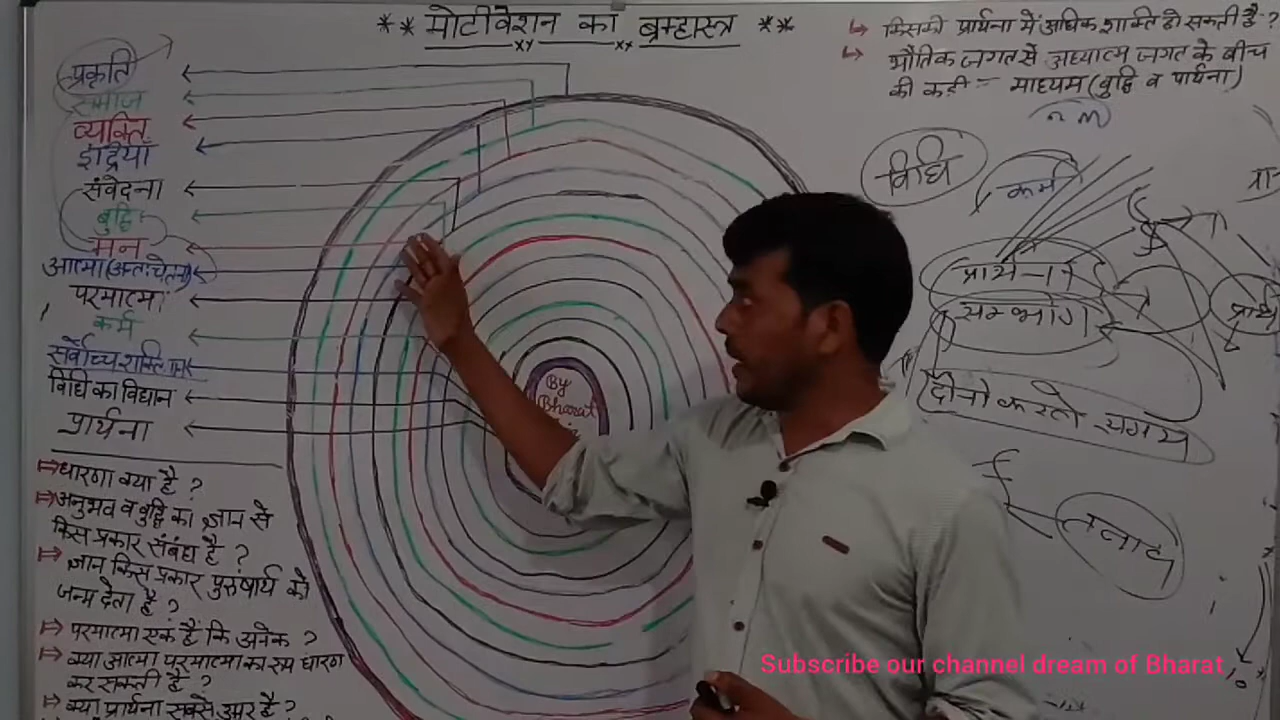 ** मोटीवेशन का ब्रम्हास्त्र **
प्रकृति
समाज
व्यक्ति
इंद्रियाँ
संवेदना
बुद्धि
मन
आत्मा (अन्तःचेतना)
परमात्मा
कर्म
सर्वोच्च शक्तिमान
विधि का विधान
प्रार्थना
धारणा क्या है ?
अनुभव व बुद्धि का ज्ञान से
किस प्रकार संबंध है ?
ज्ञान किस प्रकार पुरुषार्थ को
जन्म देता है ?
परमात्मा एक है कि अनेक ?
क्या आत्मा परमात्मा का रूप धारण
कर सकती है ?
क्या प्रार्थना सबसे ऊपर है ?
By
Bharat
किसकी प्रार्थना में अधिक शक्ति हो सकती है ?
भौतिक जगत से अध्यात्म जगत के बीच
की कड़ी = माध्यम (बुद्धि व प्रार्थना)
विधि
कर्म
सम्भोग
दोनो करते समय
तनाव
Subscribe our channel dream of Bharat